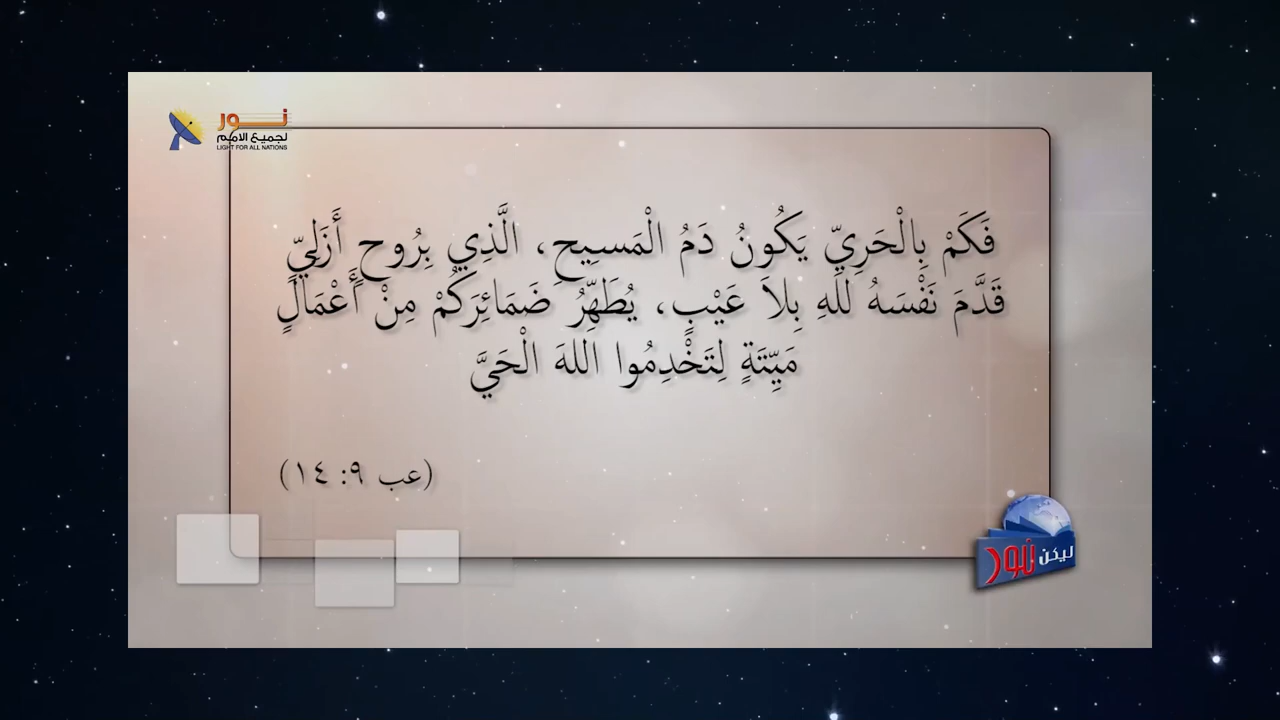 نـــور
لجميع الامم
LIGHT FOR ALL NATIONS
فَكَمْ بِالْحَرِيِّ يَكُونُ دَمُ الْمَسِيحِ، الَّذِي بِرُوحٍ أَزَلِيٍّ
قَدَّمَ نَفْسَهُ للهِ بِلاَ عَيْبٍ، يُطَهِّرُ ضَمَائِرَكُمْ مِنْ أَعْمَالٍ
مَيِّتَةٍ لِتَخْدِمُوا اللهَ الْحَيَّ
(عب ٩: ١٤)
ليكن نور